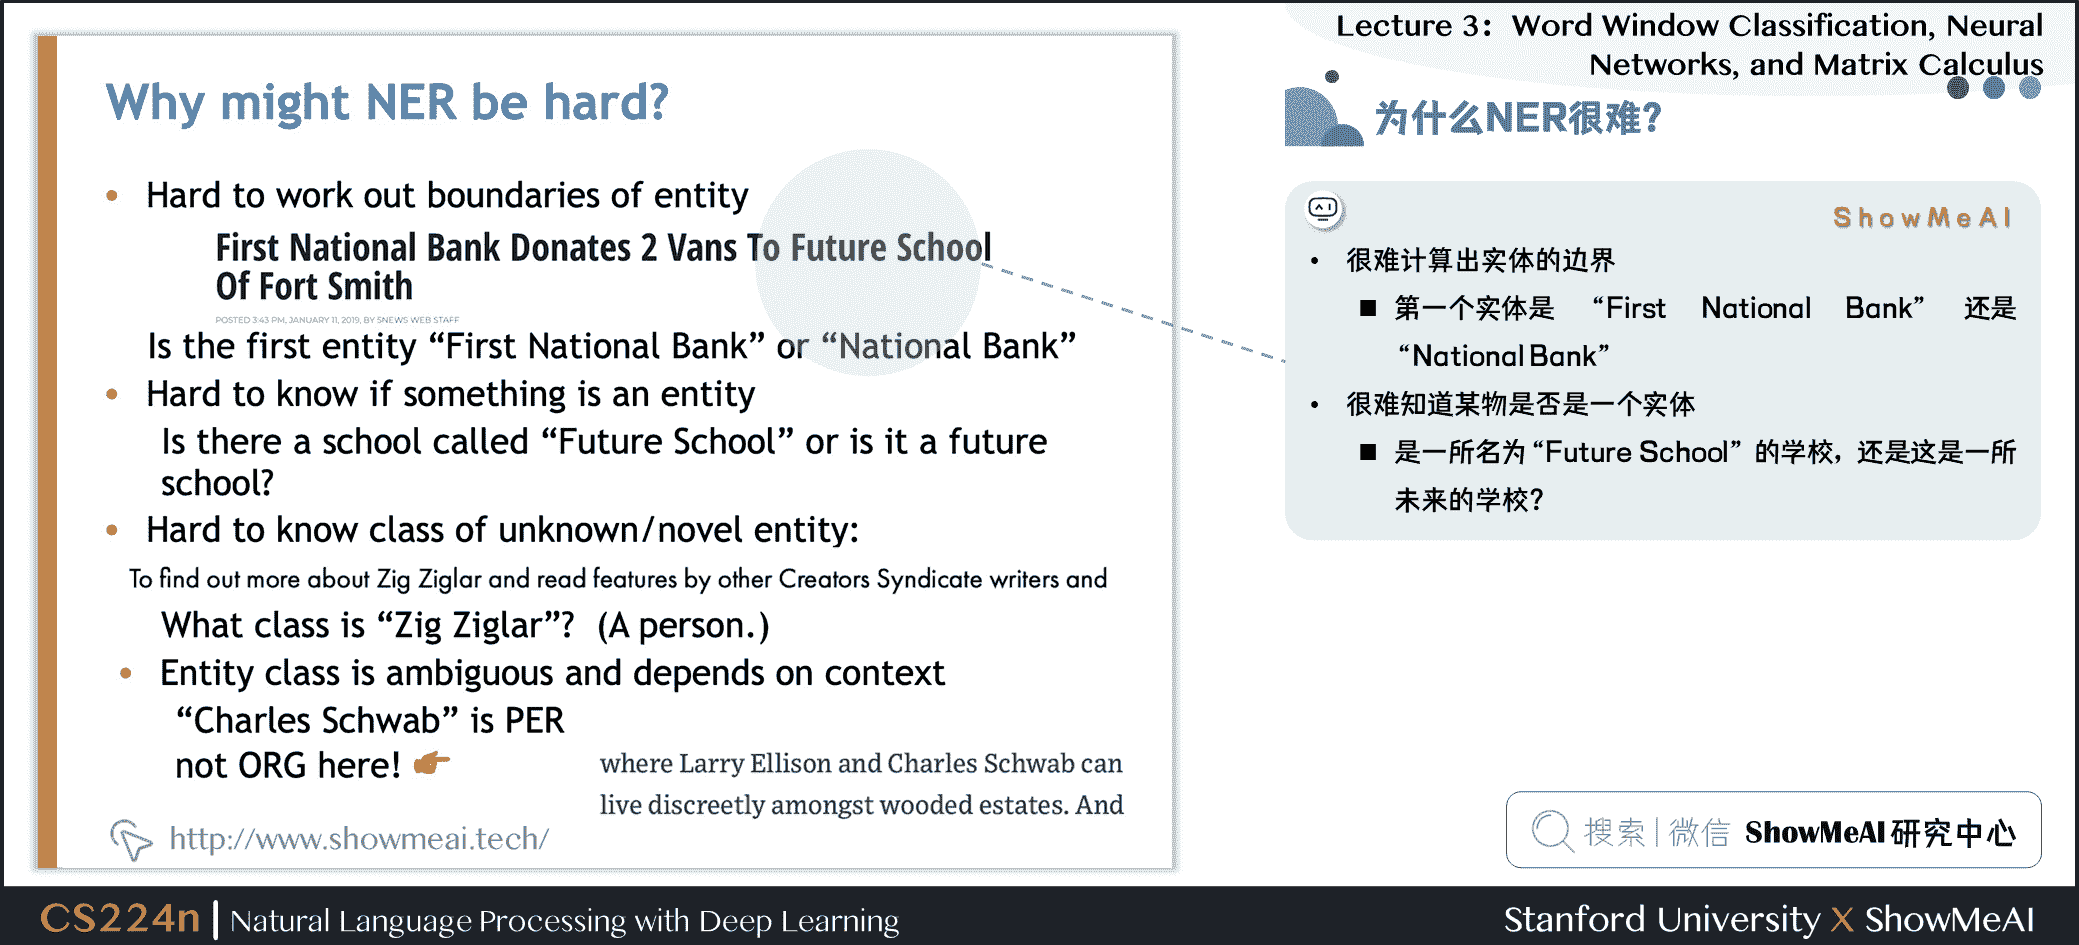 Lecture 3: Word Window Classification, Neural
Networks, and Matrix Calculus
Why might NER be hard?
• Hard to work out boundaries of entity
First National Bank Donates 2 Vans To Future School
Of Fort Smith
POSTED 3:43 PM, JANUARY 11, 2019, BY 5NEWS WEB STAFF
Is the first entity “First National Bank” or “National Bank”
• Hard to know if something is an entity
Is there a school called “Future School” or is it a future
school?
• Hard to know class of unknown/novel entity:
To find out more about Zig Ziglar and read features by other Creators Syndicate writers and
What class is “Zig Ziglar”? (A person.)
• Entity class is ambiguous and depends on context
“Charles Schwab” is PER
not ORG here!
where Larry Ellison and Charles Schwab can
live discreetly amongst wooded estates. And
http://www.showmeai.tech/
为什么NER很难?
ShowMeAI
• 很难计算出实体的边界
■ 第一个实体是 “First National Bank” 还是
“National Bank”
• 很难知道某物是否是一个实体
■ 是一所名为“Future School”的学校，还是这是一所
未来的学校?
搜索|微信 ShowMeAI 研究中心
CS224n | Natural Language Processing with Deep Learning
Stanford University X ShowMeAI